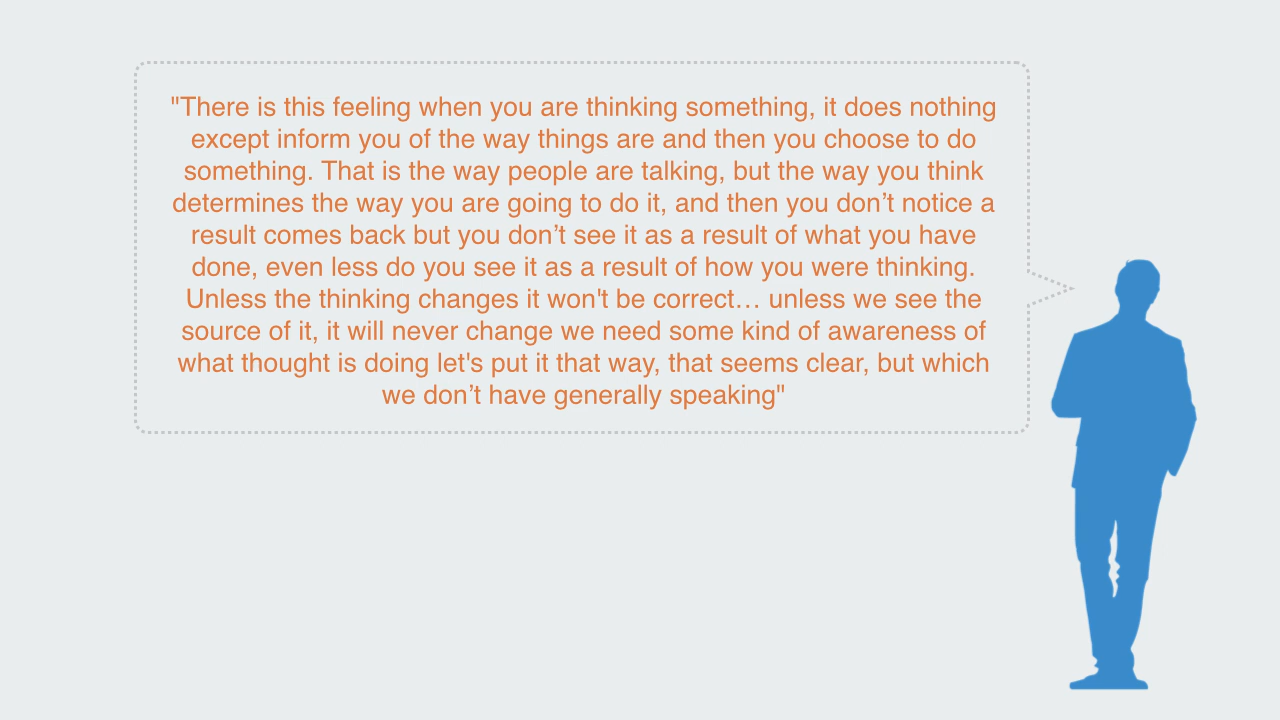 "There is this feeling when you are thinking something, it does nothing
except inform you of the way things are and then you choose to do
something. That is the way people are talking, but the way you think
determines the way you are going to do it, and then you don’t notice a
result comes back but you don’t see it as a result of what you have
done, even less do you see it as a result of how you were thinking.
Unless the thinking changes it won't be correct… unless we see the
source of it, it will never change we need some kind of awareness of
what thought is doing let's put it that way, that seems clear, but which
we don’t have generally speaking"